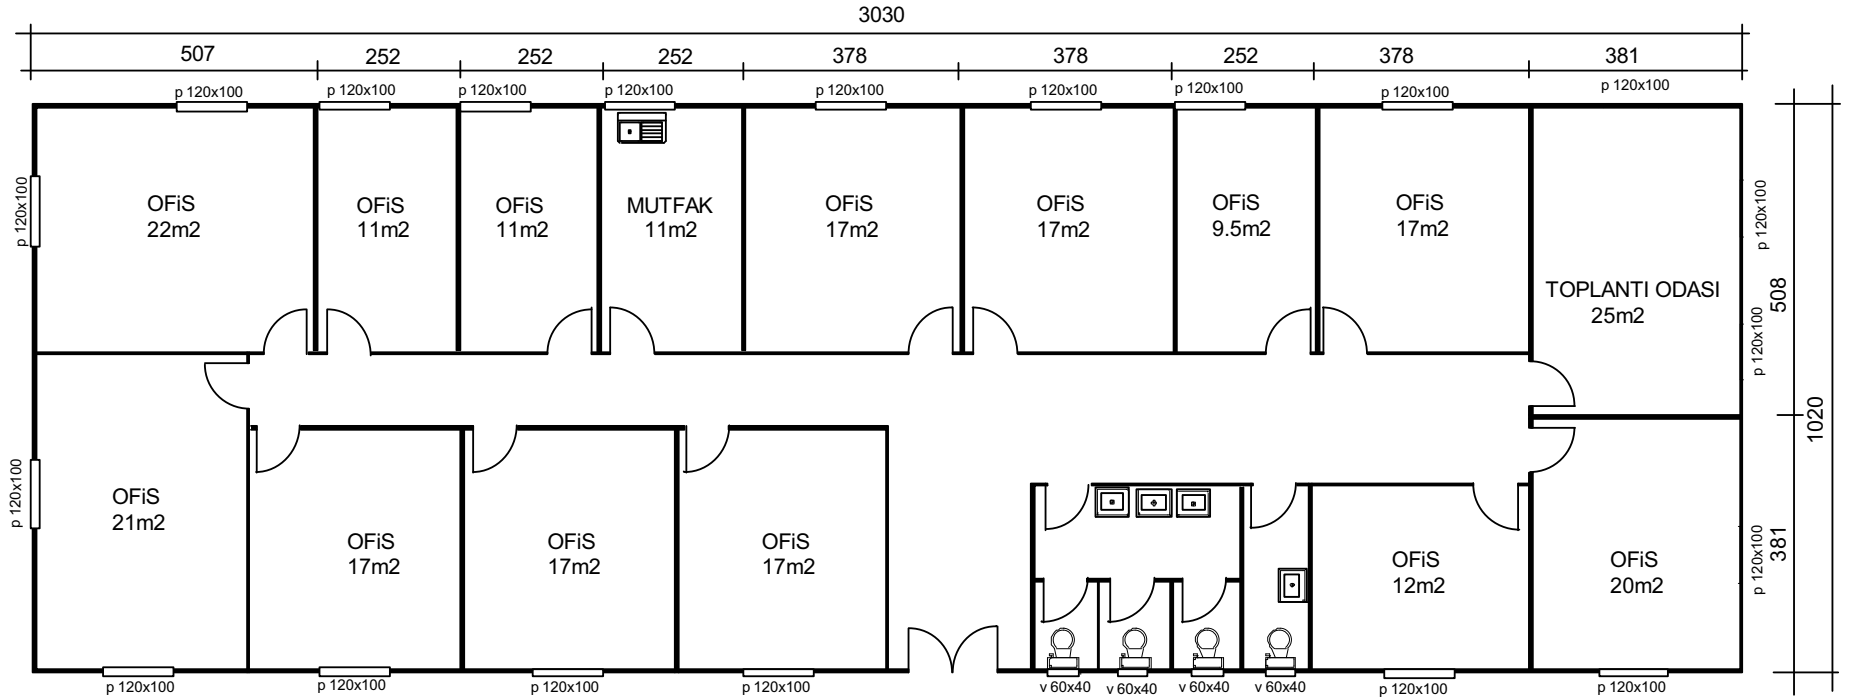 3030
507 252 252 252 378 378 252 378 381
p 120x100 p 120x100 p 120x100 p 120x100 p 120x100 p 120x100 p 120x100 p 120x100 p 120x100
p 120x100
OFiS
22m2
OFiS
11m2
OFiS
11m2
MUTFAK
11m2
OFiS
17m2
OFiS
17m2
OFiS
9.5m2
OFiS
17m2
TOPLANTI ODASI
25m2
p 120x100
p 120x100
508
1020
p 120x100
OFiS
21m2
OFiS
17m2
OFiS
17m2
OFiS
17m2
OFiS
12m2
OFiS
20m2
p 120x100
381
p 120x100 p 120x100 p 120x100 p 120x100 v 60x40 v 60x40 v 60x40 v 60x40 p 120x100 p 120x100